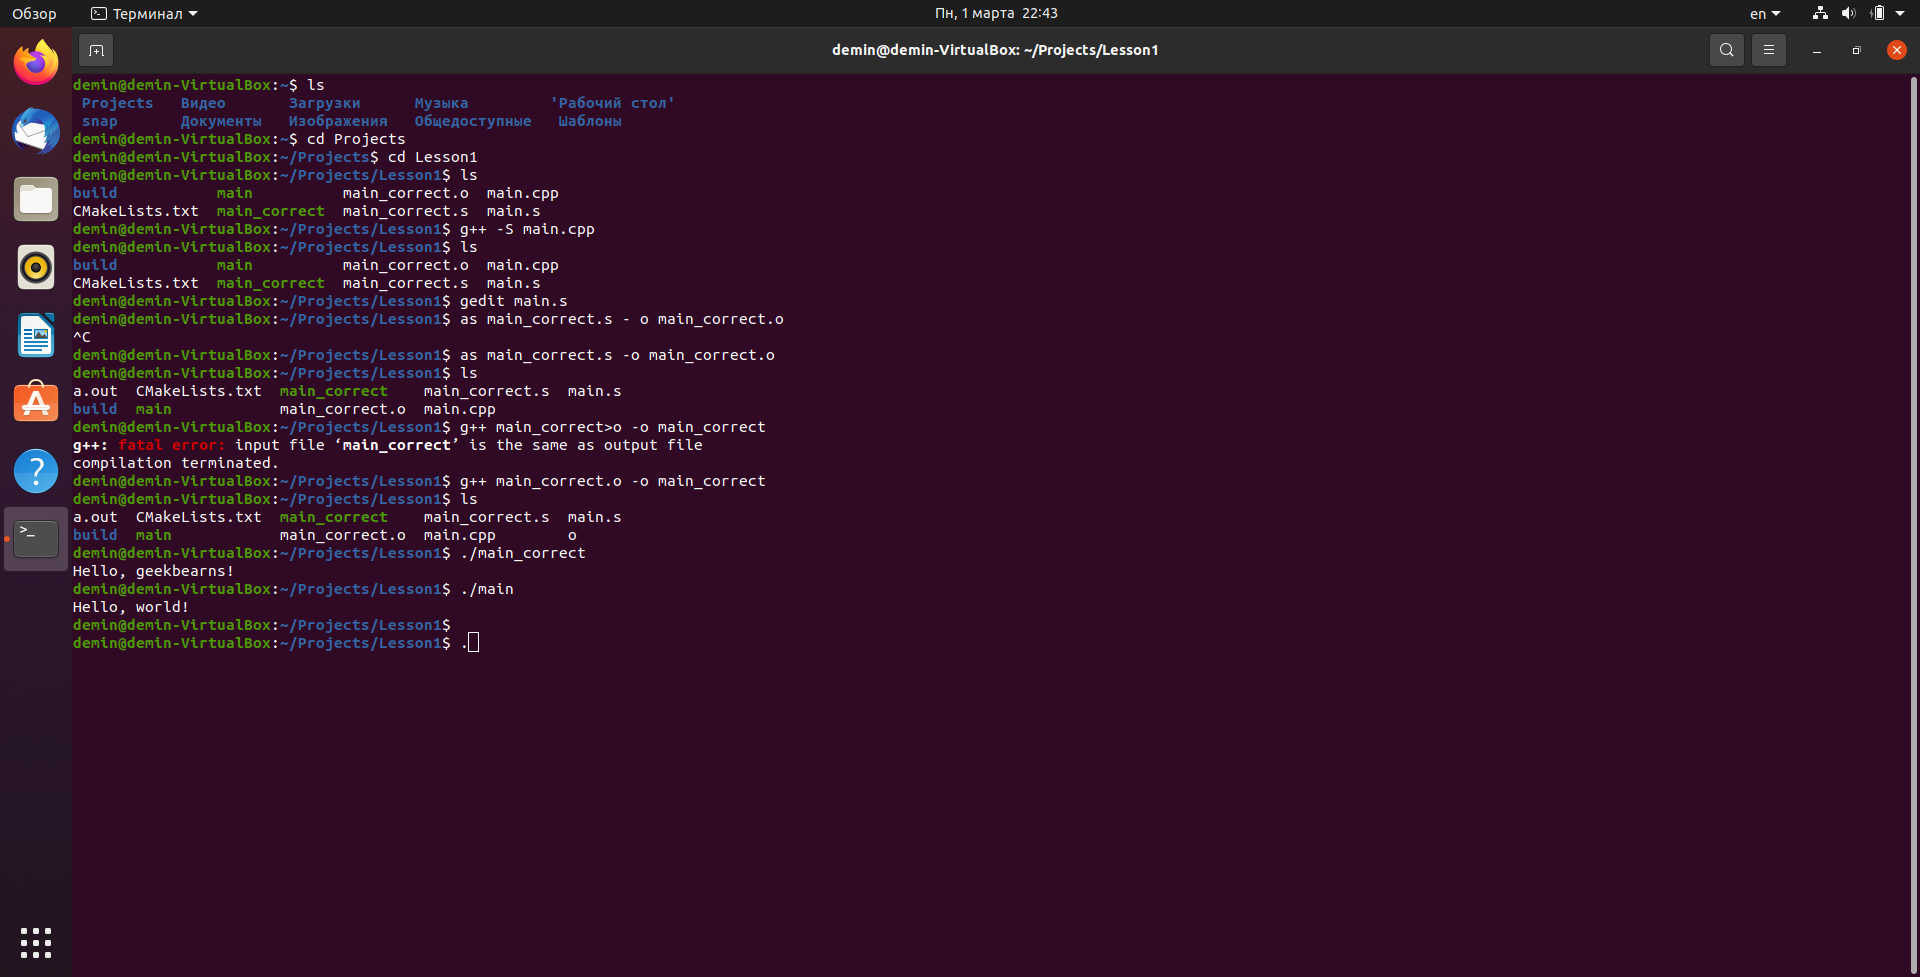 Обзор Терминал Пн, 1 марта 22:43 en
demin@demin-VirtualBox: ~/Projects/Lesson1
demin@demin-VirtualBox:~$ ls
Projects Видео Загрузки Музыка 'Рабочий стол'
snap Документы Изображения Общедоступные Шаблоны
demin@demin-VirtualBox:~$ cd Projects
demin@demin-VirtualBox:~/Projects$ cd Lesson1
demin@demin-VirtualBox:~/Projects/Lesson1$ ls
build main main_correct.o main.cpp
CMakeLists.txt main_correct main_correct.s main.s
demin@demin-VirtualBox:~/Projects/Lesson1$ g++ -S main.cpp
demin@demin-VirtualBox:~/Projects/Lesson1$ ls
build main main_correct.o main.cpp
CMakeLists.txt main_correct main_correct.s main.s
demin@demin-VirtualBox:~/Projects/Lesson1$ gedit main.s
demin@demin-VirtualBox:~/Projects/Lesson1$ as main_correct.s - o main_correct.o
^C
demin@demin-VirtualBox:~/Projects/Lesson1$ as main_correct.s -o main_correct.o
demin@demin-VirtualBox:~/Projects/Lesson1$ ls
a.out CMakeLists.txt main_correct main_correct.s main.s
build main main_correct.o main.cpp
demin@demin-VirtualBox:~/Projects/Lesson1$ g++ main_correct>o -o main_correct
g++: fatal error: input file ‘main_correct’ is the same as output file
compilation terminated.
demin@demin-VirtualBox:~/Projects/Lesson1$ g++ main_correct.o -o main_correct
demin@demin-VirtualBox:~/Projects/Lesson1$ ls
a.out CMakeLists.txt main_correct main_correct.s main.s
build main main_correct.o main.cpp o
demin@demin-VirtualBox:~/Projects/Lesson1$ ./main_correct
Hello, geekbearns!
demin@demin-VirtualBox:~/Projects/Lesson1$ ./main
Hello, world!
demin@demin-VirtualBox:~/Projects/Lesson1$
demin@demin-VirtualBox:~/Projects/Lesson1$ .